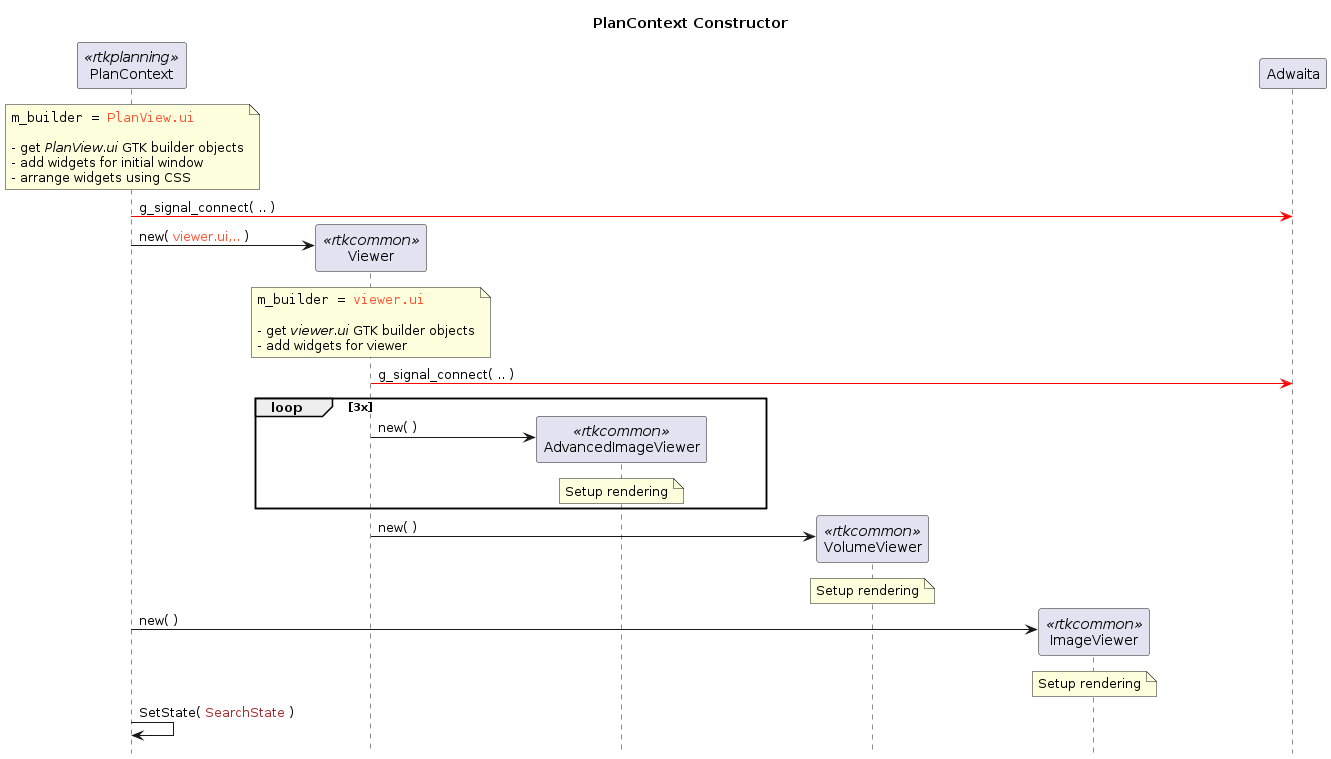 PlanContext Constructor
«rtkplanning»
PlanContext
Adwaita
m_builder = PlanView.ui
- get PlanView.ui GTK builder objects
- add widgets for initial window
- arrange widgets using CSS
g_signal_connect( .. )
new( viewer.ui,.. )
«rtkcommon»
Viewer
m_builder = viewer.ui
- get viewer.ui GTK builder objects
- add widgets for viewer
g_signal_connect( .. )
loop [3x]
new( )
«rtkcommon»
AdvancedImageViewer
Setup rendering
new( )
«rtkcommon»
VolumeViewer
Setup rendering
new( )
«rtkcommon»
ImageViewer
Setup rendering
SetState( SearchState )